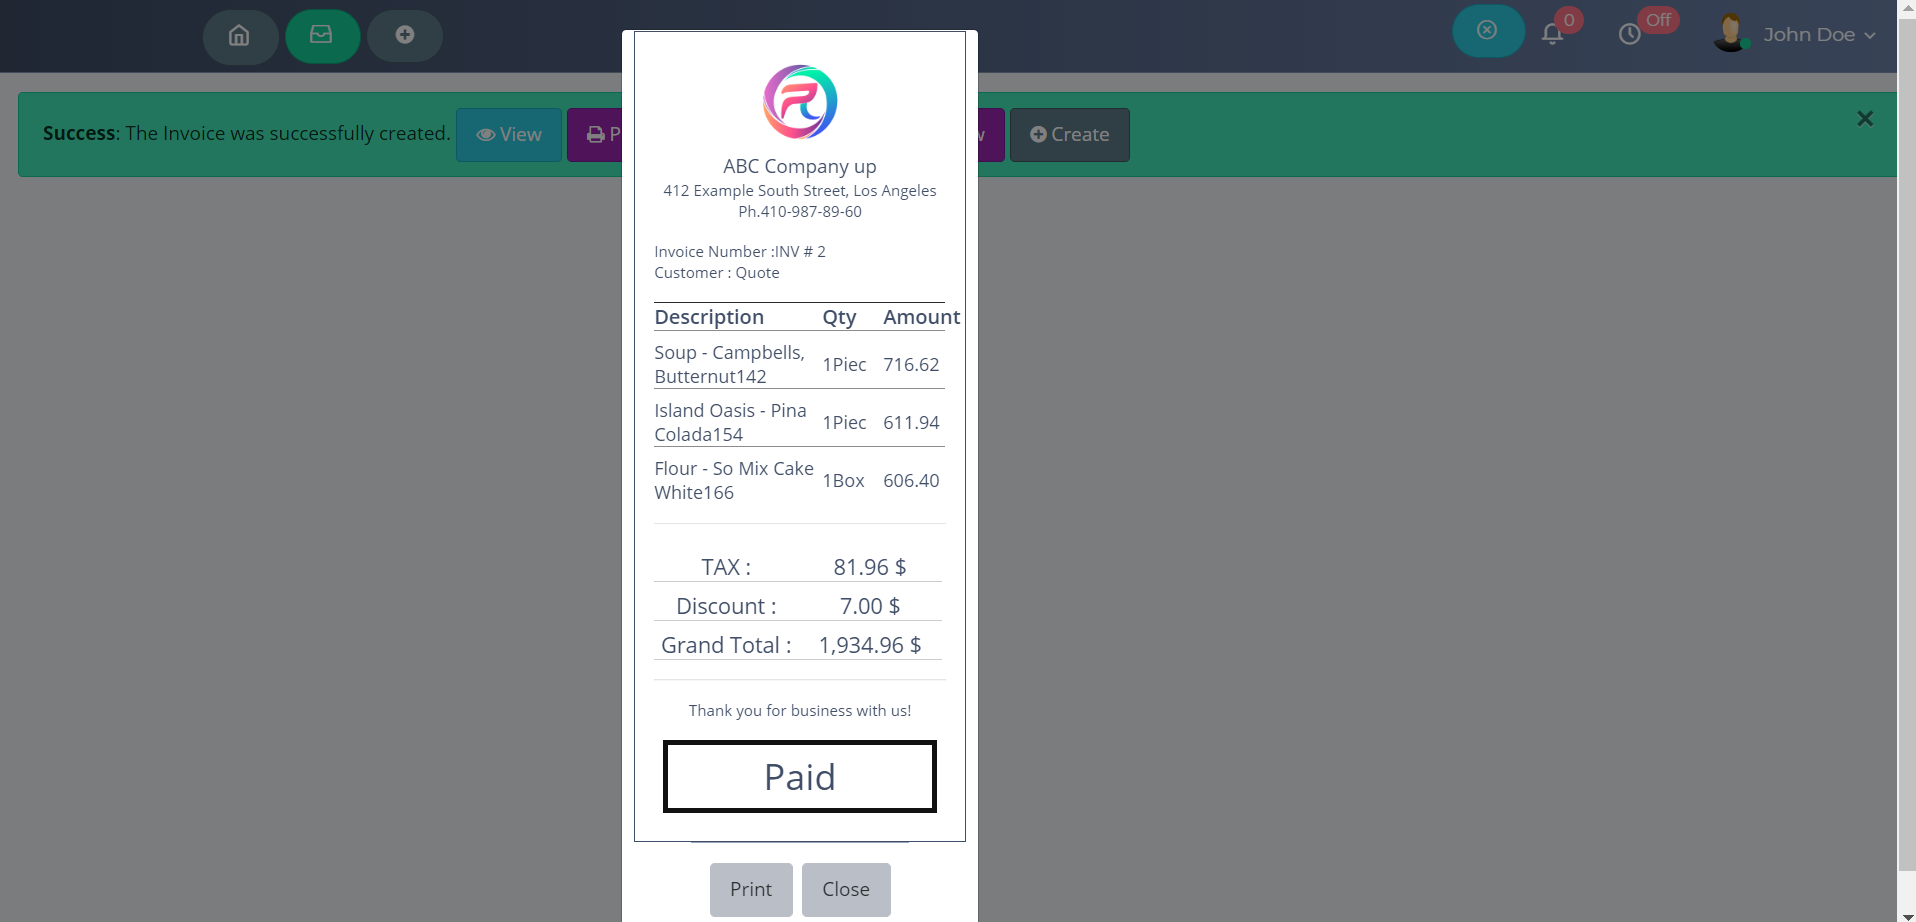 0
Off
John Doe
Success: The Invoice was successfully created.
View
P
Create
ABC Company up
412 Example South Street, Los Angeles
Ph.410-987-89-60
Invoice Number :INV # 2
Customer : Quote
Description Qty Amount
Soup - Campbells,
Butternut142
1Piec 716.62
Island Oasis - Pina
Colada154
1Piec 611.94
Flour - So Mix Cake
White166
1Box 606.40
TAX : 81.96 $
Discount : 7.00 $
Grand Total : 1,934.96 $
Thank you for business with us!
Paid
Print
Close